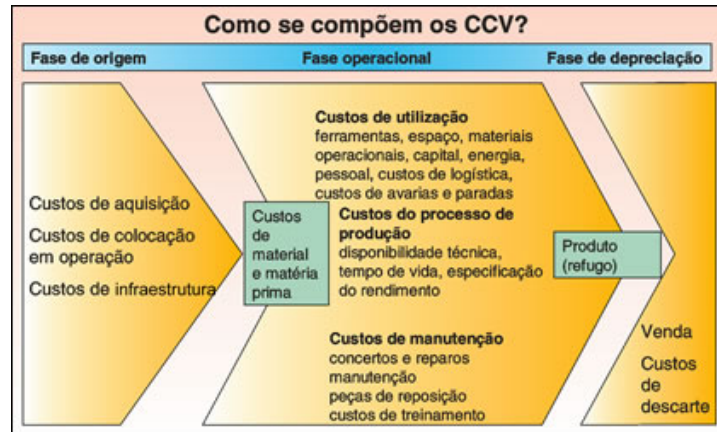 Como se compõem os CCV?
Fase de origem
Fase operacional
Fase de depreciação
Custos de aquisição
Custos de colocação
em operação
Custos de infraestrutura
Custos
de
material
e matéria
prima
Custos de utilização
ferramentas, espaço, materiais
operacionais, capital, energia,
pessoal, custos de logística,
custos de avarias e paradas
Custos do processo de
produção
disponibilidade técnica,
tempo de vida, especificação
do rendimento
Custos de manutenção
concertos e reparos
manutenção
peças de reposição
custos de treinamento
Produto
(refugo)
Venda
Custos
de
descarte